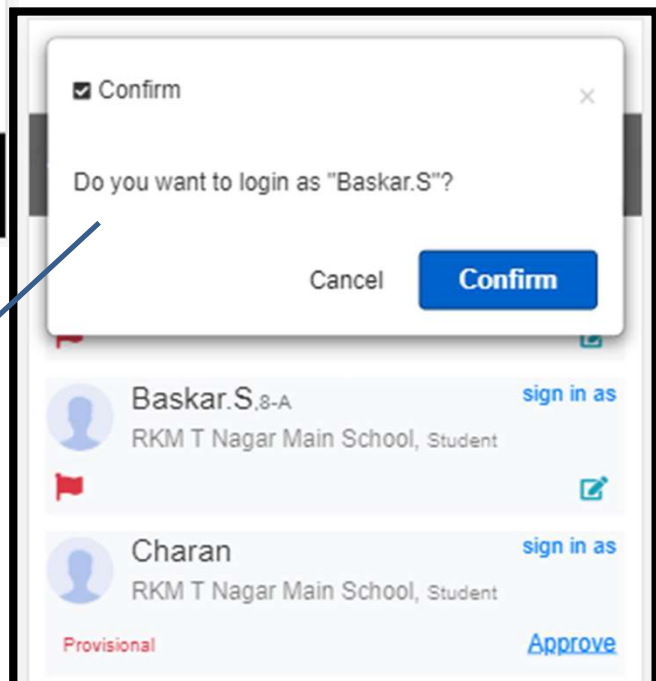 Confirm
×
Do you want to login as "Baskar.S"?
Cancel Confirm
Baskar.S,8-A sign in as
RKM T Nagar Main School, Student
Charan sign in as
RKM T Nagar Main School, Student
Provisional Approve